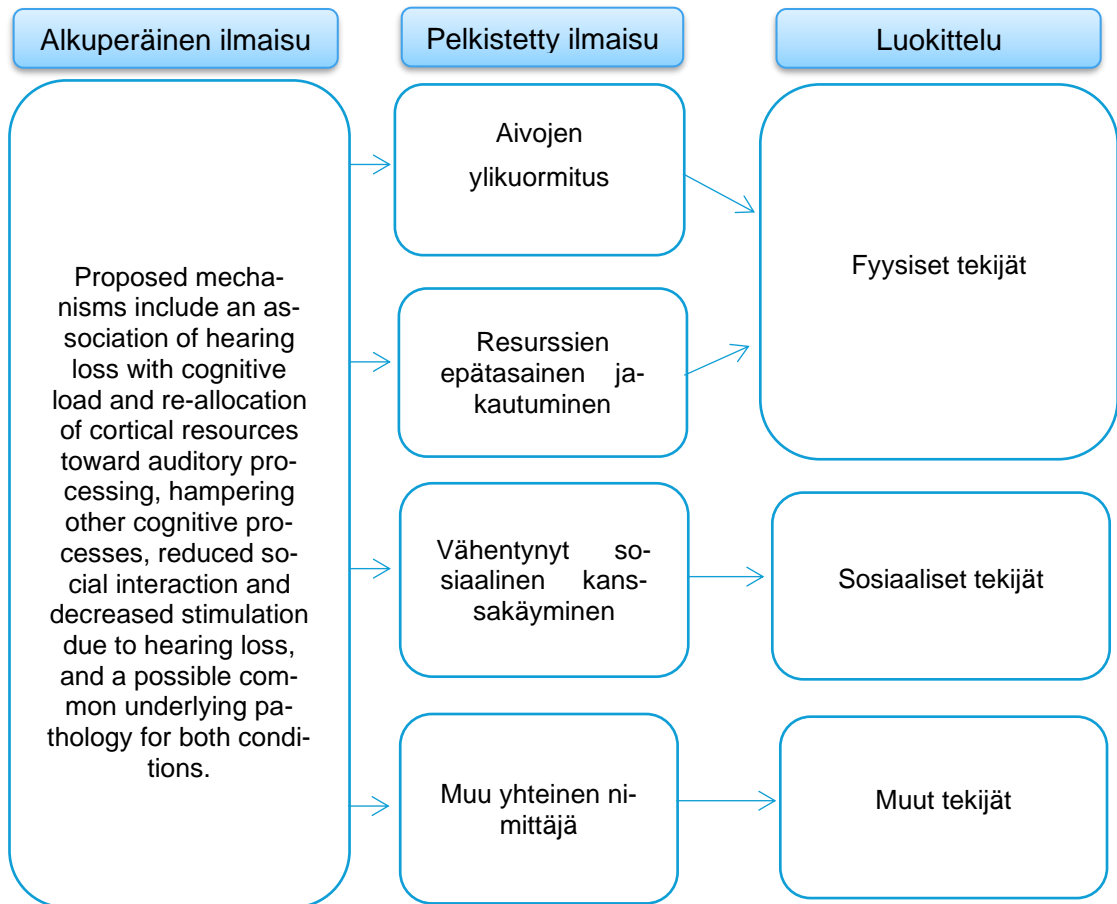 Alkuperäinen ilmaisu
Pelkistetty ilmaisu
Luokittelu
Proposed mecha-
nisms include an as-
sociation of hearing
loss with cognitive
load and re-allocation
of cortical resources
toward auditory pro-
cessing, hampering
other cognitive pro-
cesses, reduced so-
cial interaction and
decreased stimulation
due to hearing loss,
and a possible com-
mon underlying pa-
thology for both condi-
tions.
Aivojen
ylikuormitus
Resurssien
epätasainen ja-
kautuminen
Vähentynyt so-
siaalinen kans-
sakäyminen
Muu yhteinen ni-
mittäjä
Fyysiset tekijät
Sosiaaliset tekijät
Muut tekijät